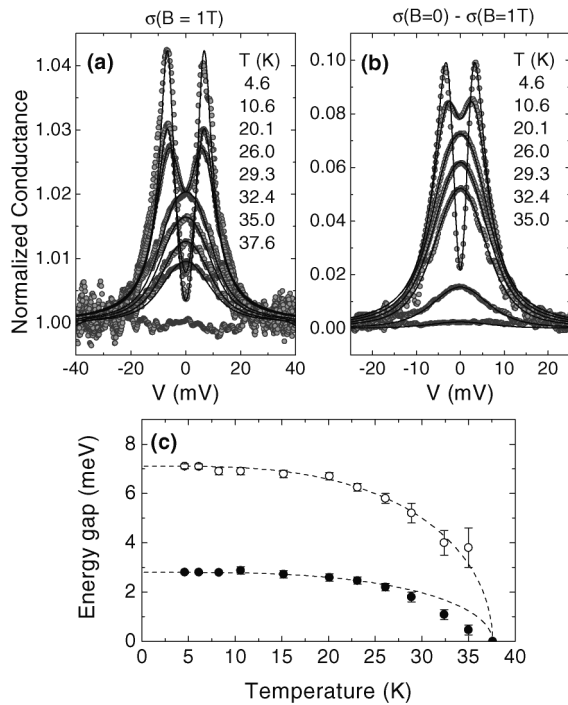 σ(B = 1T)
σ(B=0) - σ(B=1T)
(a)
T (K)
4.6
10.6
20.1
26.0
29.3
32.4
35.0
37.6
1.04
1.03
1.02
1.01
1.00
Normalized Conductance
-40 -20 0 20 40
V (mV)
(b)
T (K)
4.6
10.6
20.1
26.0
29.3
32.4
35.0
0.10
0.08
0.06
0.04
0.02
0.00
-20 -10 0 10 20
V (mV)
(c)
8
6
4
2
0
Energy gap (meV)
0 5 10 15 20 25 30 35 40
Temperature (K)